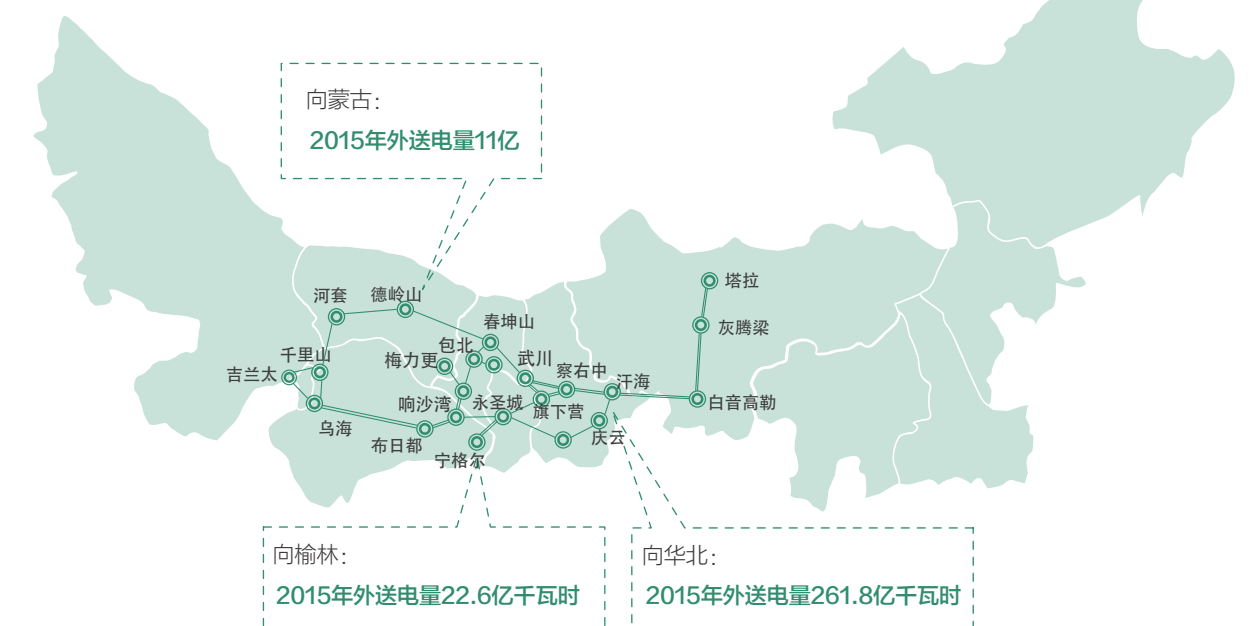 向蒙古：
2015年外送电量11亿
塔拉
河套
德岭山
灰腾梁
春坤山
包北
千里山
梅力更
武川
察右中
吉兰太
汗海
白音高勒
响沙湾
永圣城
旗下营
乌海
布日都
庆云
宁格尔
向榆林：
2015年外送电量22.6亿千瓦时
向华北：
2015年外送电量261.8亿千瓦时